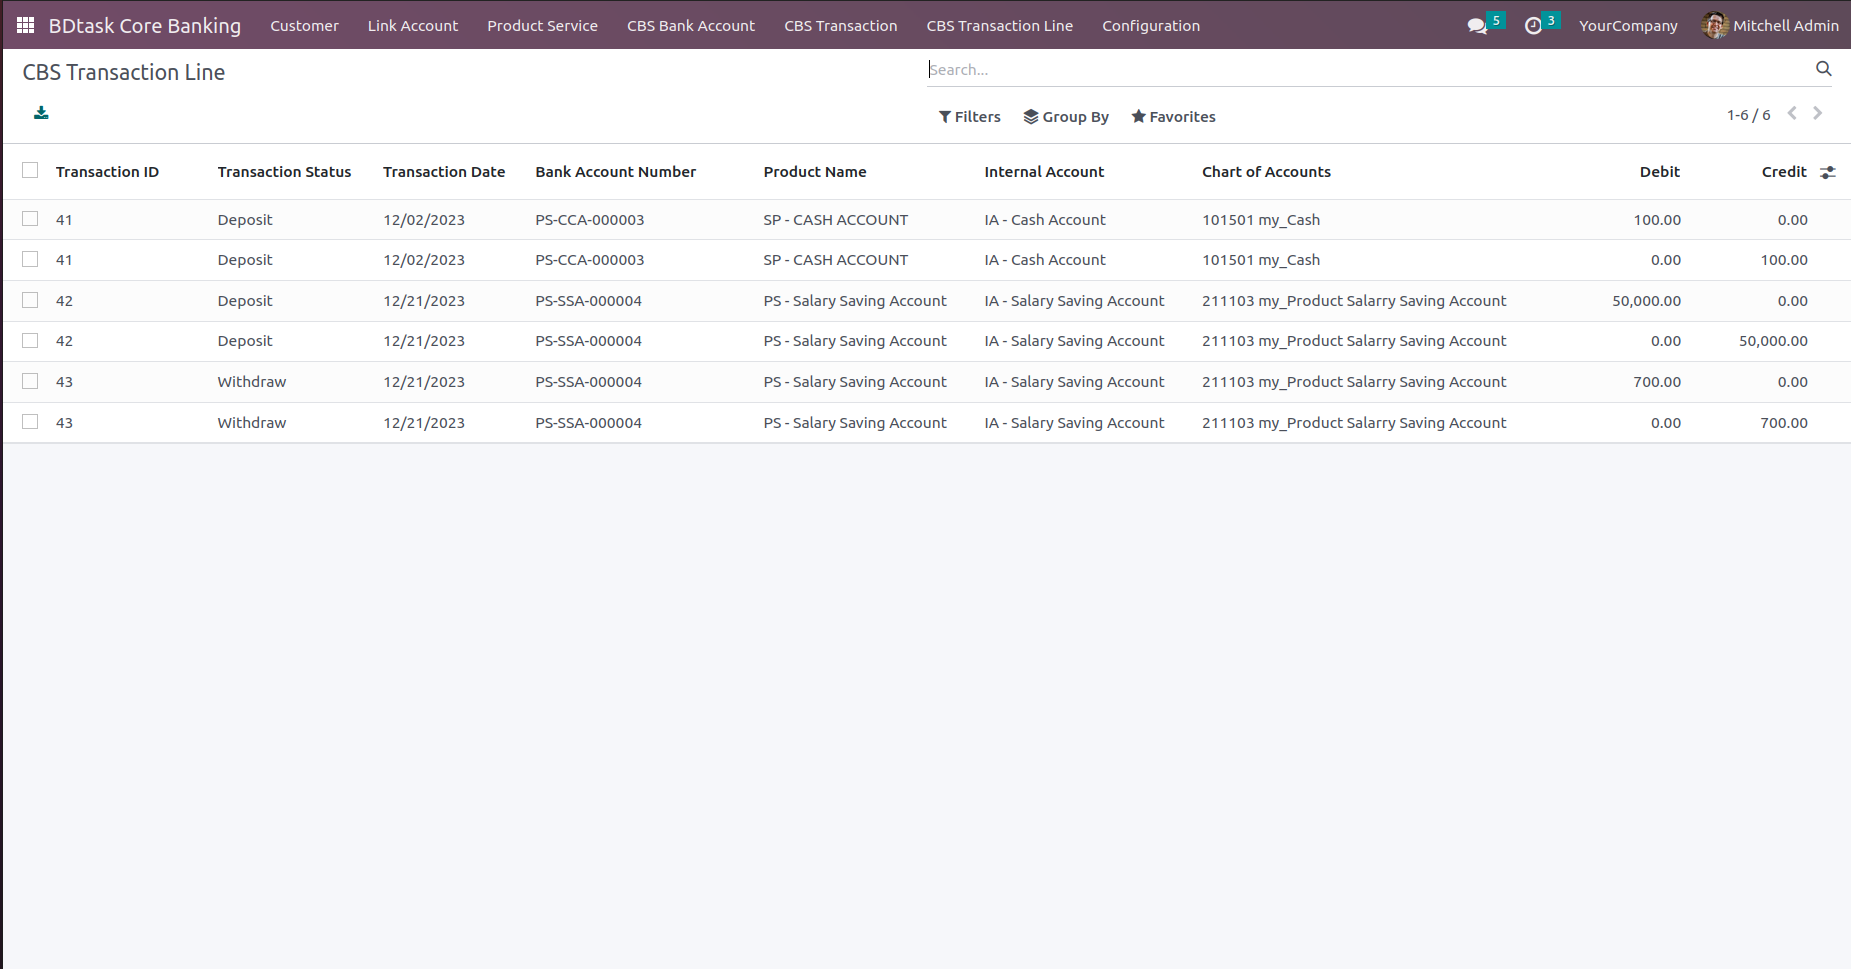 BDtask Core Banking Customer Link Account Product Service CBS Bank Account CBS Transaction CBS Transaction Line Configuration 5 3 YourCompany Mitchell Admin
CBS Transaction Line Search...
Filters Group By Favorites 1-6 / 6
Transaction ID Transaction Status Transaction Date Bank Account Number Product Name Internal Account Chart of Accounts Debit Credit
41 Deposit 12/02/2023 PS-CCA-000003 SP - CASH ACCOUNT IA - Cash Account 101501 my_Cash 100.00 0.00
41 Deposit 12/02/2023 PS-CCA-000003 SP - CASH ACCOUNT IA - Cash Account 101501 my_Cash 0.00 100.00
42 Deposit 12/21/2023 PS-SSA-000004 PS - Salary Saving Account IA - Salary Saving Account 211103 my_Product Salarry Saving Account 50,000.00 0.00
42 Deposit 12/21/2023 PS-SSA-000004 PS - Salary Saving Account IA - Salary Saving Account 211103 my_Product Salarry Saving Account 0.00 50,000.00
43 Withdraw 12/21/2023 PS-SSA-000004 PS - Salary Saving Account IA - Salary Saving Account 211103 my_Product Salarry Saving Account 700.00 0.00
43 Withdraw 12/21/2023 PS-SSA-000004 PS - Salary Saving Account IA - Salary Saving Account 211103 my_Product Salarry Saving Account 0.00 700.00